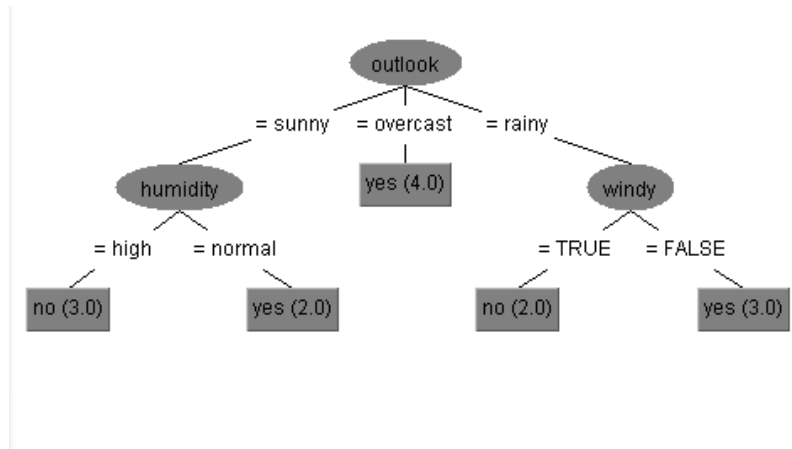 outlook
= sunny = overcast = rainy
humidity yes (4.0) windy
= high = normal = TRUE = FALSE
no (3.0) yes (2.0) no (2.0) yes (3.0)